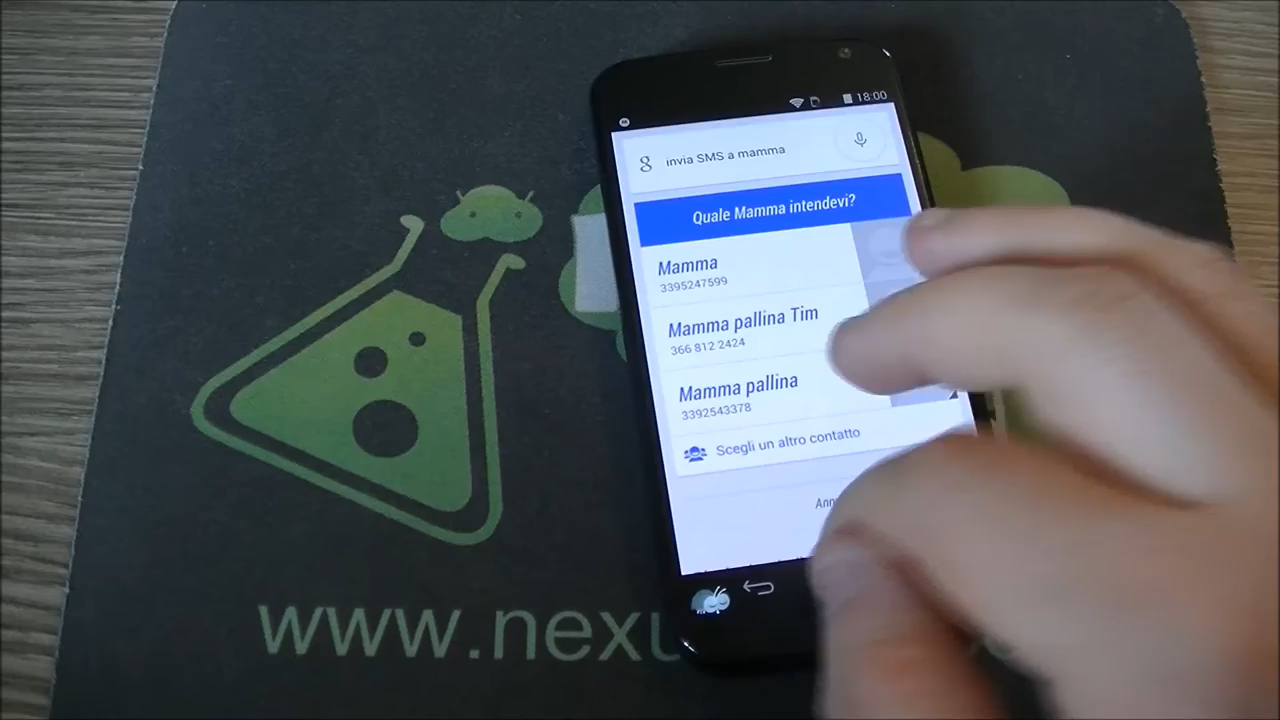 18:00
invia SMS a mamma
Quale Mamma intendevi?
Mamma
3395247599
Mamma pallina Tim
366 812 2424
Mamma pallina
3392543378
Scegli un altro contatto
www.nexu